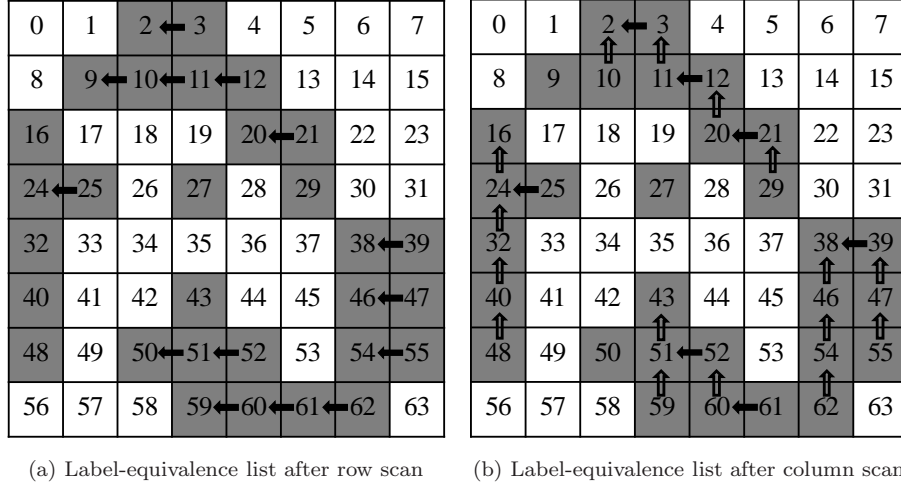 0 1 2 3 4 5 6 7
8 9 10 11 12 13 14 15
16 17 18 19 20 21 22 23
24 25 26 27 28 29 30 31
32 33 34 35 36 37 38 39
40 41 42 43 44 45 46 47
48 49 50 51 52 53 54 55
56 57 58 59 60 61 62 63
(a) Label-equivalence list after row scan
0 1 2 3 4 5 6 7
8 9 10 11 12 13 14 15
16 17 18 19 20 21 22 23
24 25 26 27 28 29 30 31
32 33 34 35 36 37 38 39
40 41 42 43 44 45 46 47
48 49 50 51 52 53 54 55
56 57 58 59 60 61 62 63
(b) Label-equivalence list after column scan